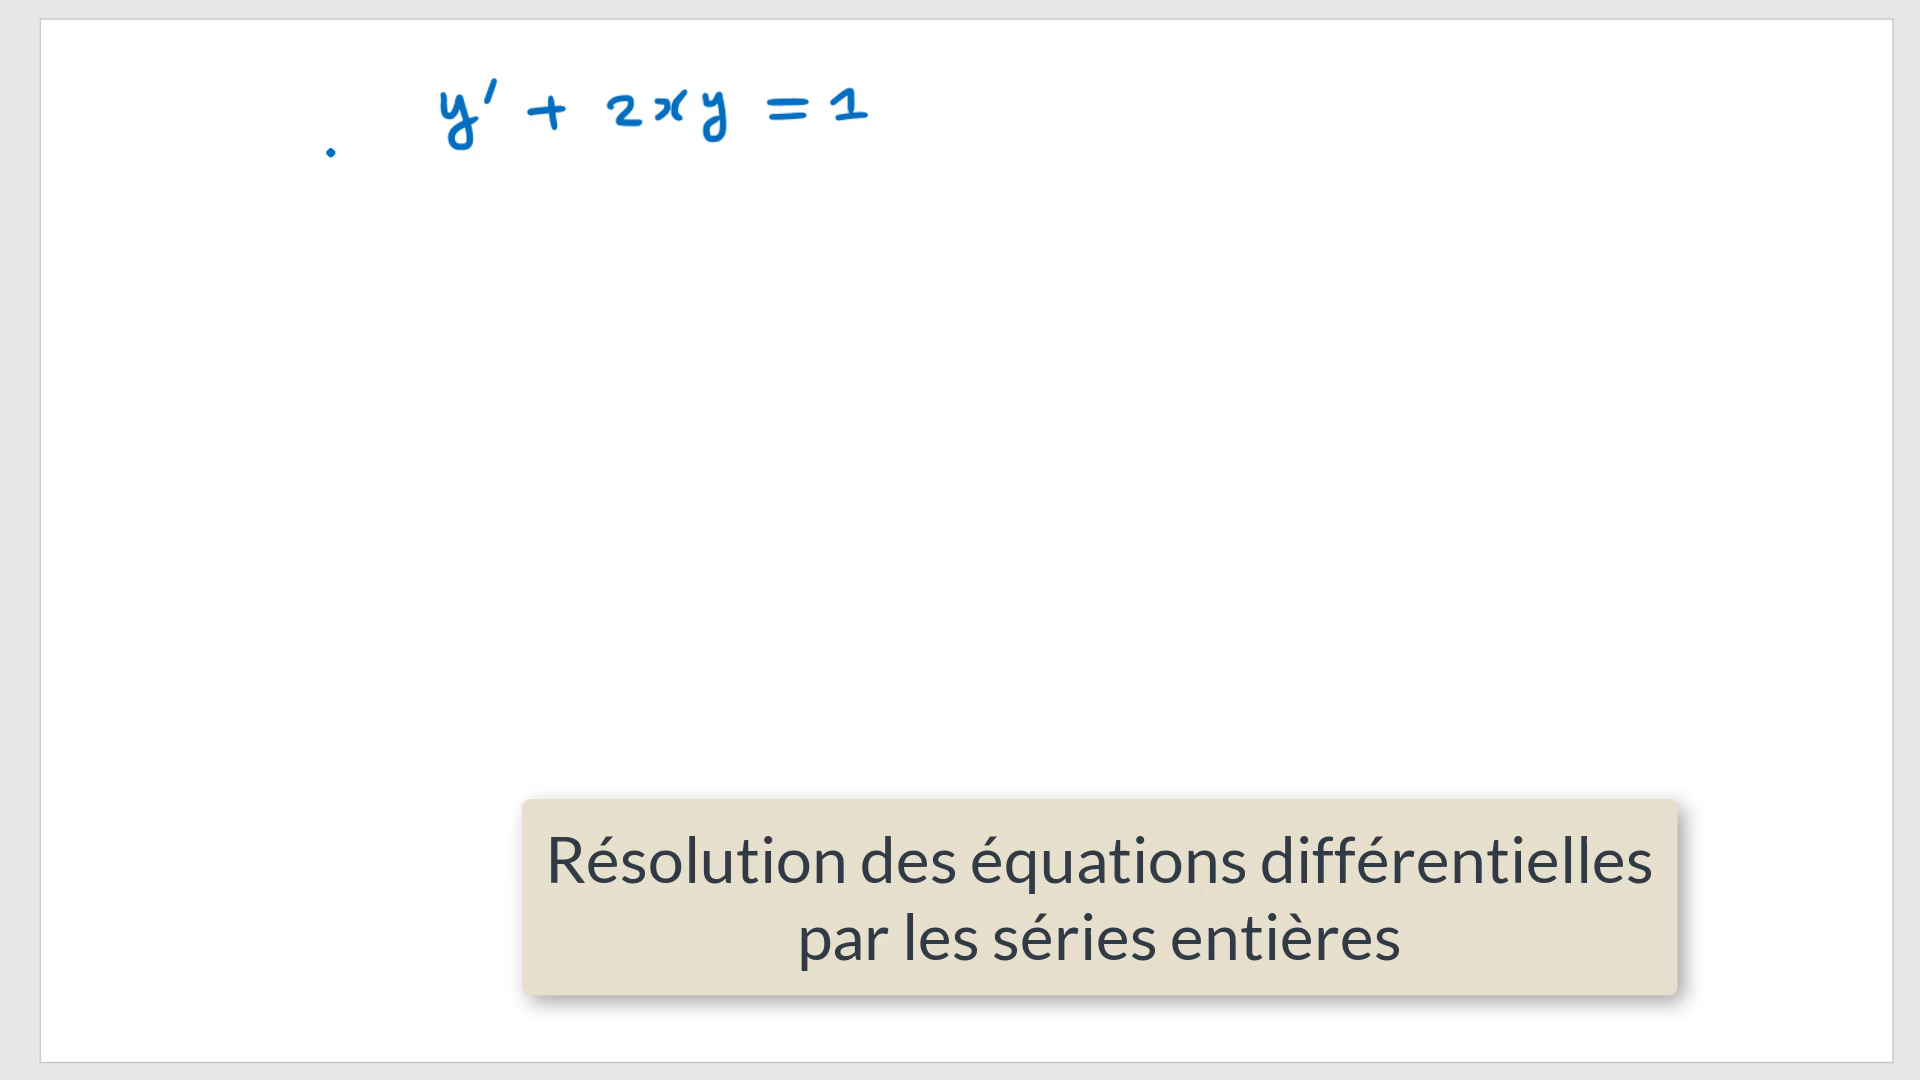 y' + 2xy = 1
Résolution des équations différentielles
par les séries entières